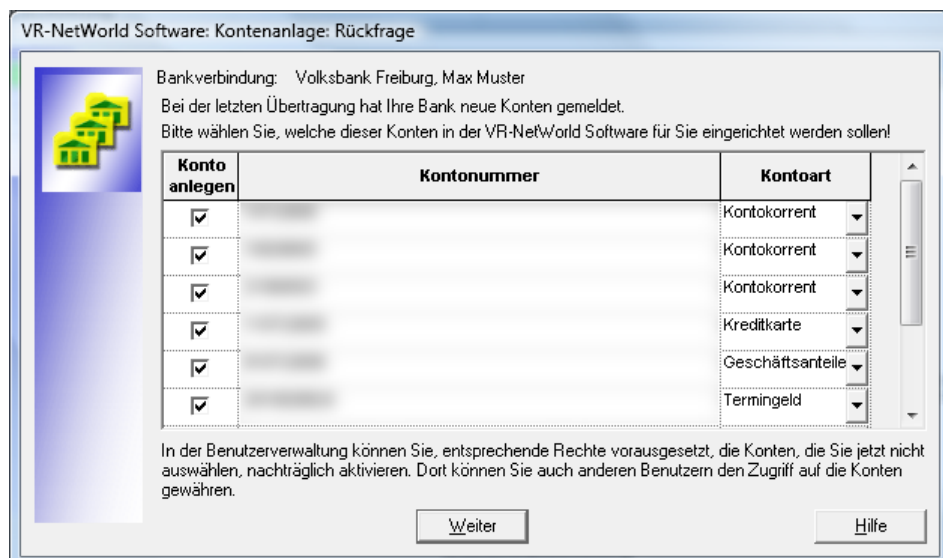 VR-NetWorld Software: Kontenanlage: Rückfrage
Bankverbindung: Volksbank Freiburg, Max Muster
Bei der letzten Übertragung hat Ihre Bank neue Konten gemeldet.
Bitte wählen Sie, welche dieser Konten in der VR-NetWorld Software für Sie eingerichtet werden sollen!
Konto anlegen Kontonummer Kontoart
Kontokorrent
Kontokorrent
Kontokorrent
Kreditkarte
Geschäftsanteile
Termingeld
In der Benutzerverwaltung können Sie, entsprechende Rechte vorausgesetzt, die Konten, die Sie jetzt nicht
auswählen, nachträglich aktivieren. Dort können Sie auch anderen Benutzern den Zugriff auf die Konten
gewähren.
Weiter Hilfe